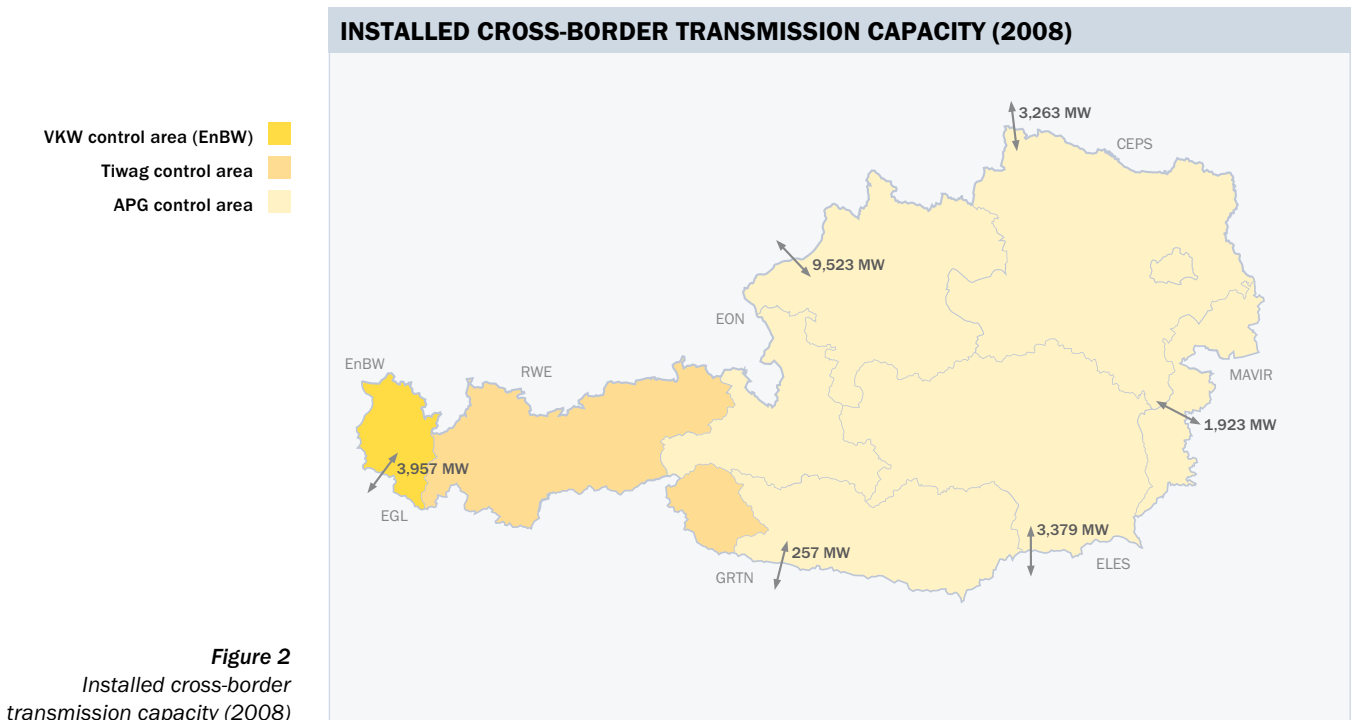 INSTALLED CROSS-BORDER TRANSMISSION CAPACITY (2008)
VKW control area (EnBW)
Tiwag control area
APG control area
3,263 MW
CEPS
9,523 MW
EON
EnBW
RWE
MAVIR
1,923 MW
3,957 MW
EGL
3,379 MW
257 MW
ELES
GRTN
Figure 2
Installed cross-border
transmission capacity (2008)